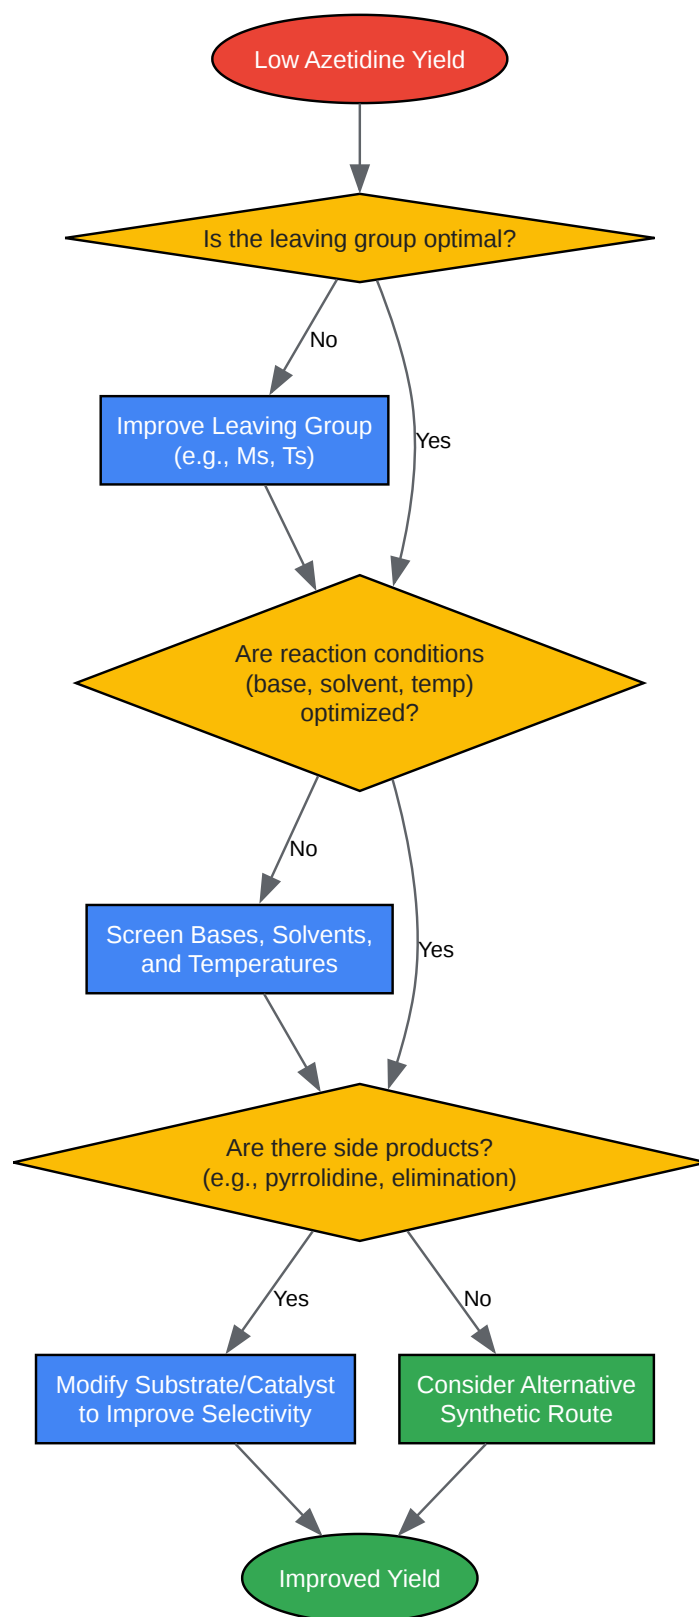 Low Azetidine Yield
Is the leaving group optimal?
No
Improve Leaving Group
(e.g., Ms, Ts)
Yes
Are reaction conditions
(base, solvent, temp)
optimized?
No
Screen Bases, Solvents,
and Temperatures
Yes
Are there side products?
(e.g., pyrrolidine, elimination)
Yes
No
Modify Substrate/Catalyst
to Improve Selectivity
Consider Alternative
Synthetic Route
Improved Yield